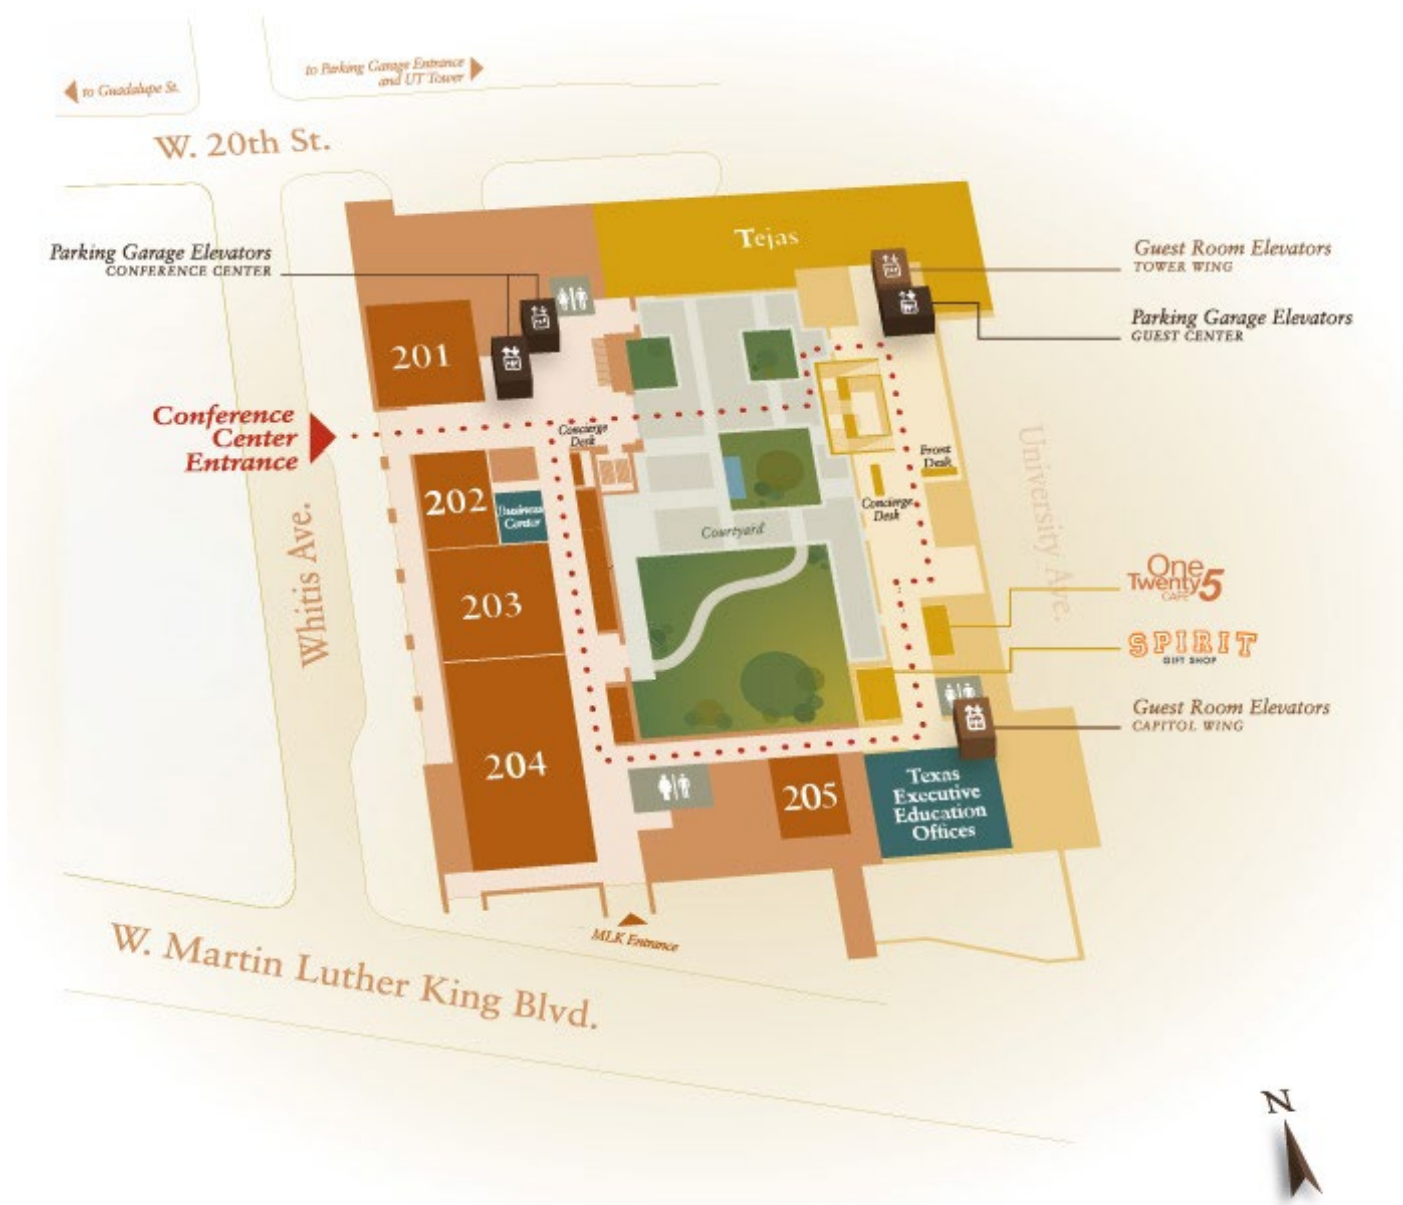 to Guadalupe St.
to Parking Garage Entrance
and UT Tower
W. 20th St.
Parking Garage Elevators
CONFERENCE CENTER
Tejas
Guest Room Elevators
TOWER WING
Parking Garage Elevators
GUEST CENTER
201
Conference
Center
Entrance
Concierge
Desk
202
Business
Center
Front
Desk
Concierge
Desk
Courtyard
University Ave.
Whitis Ave.
203
One
Twenty5
CAFE
SPIRIT
GIFT SHOP
Guest Room Elevators
CAPITOL WING
204
205
Texas
Executive
Education
Offices
MLK Entrance
W. Martin Luther King Blvd.
N